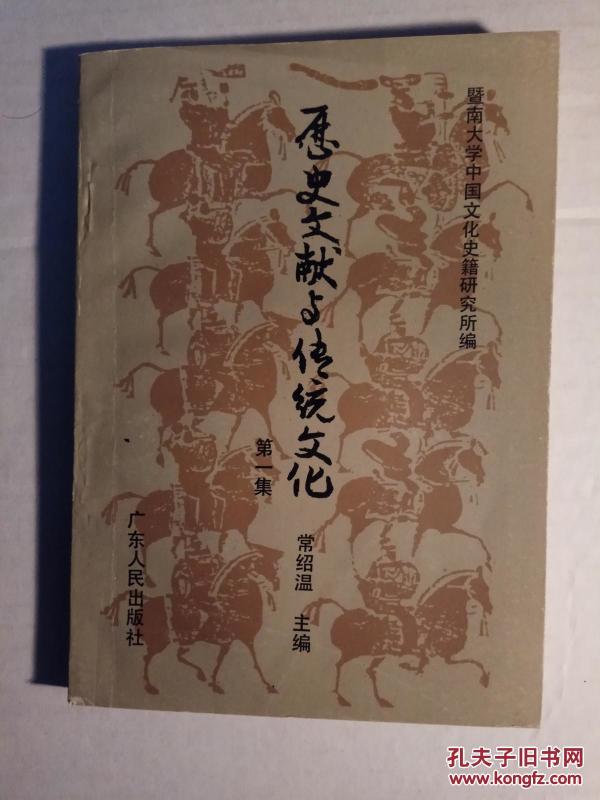 暨南大学中国文化史籍研究所编
历史文献与传统文化
第一集
常绍温 主编
广东人民出版社
孔夫子旧书网
www.kongfz.com